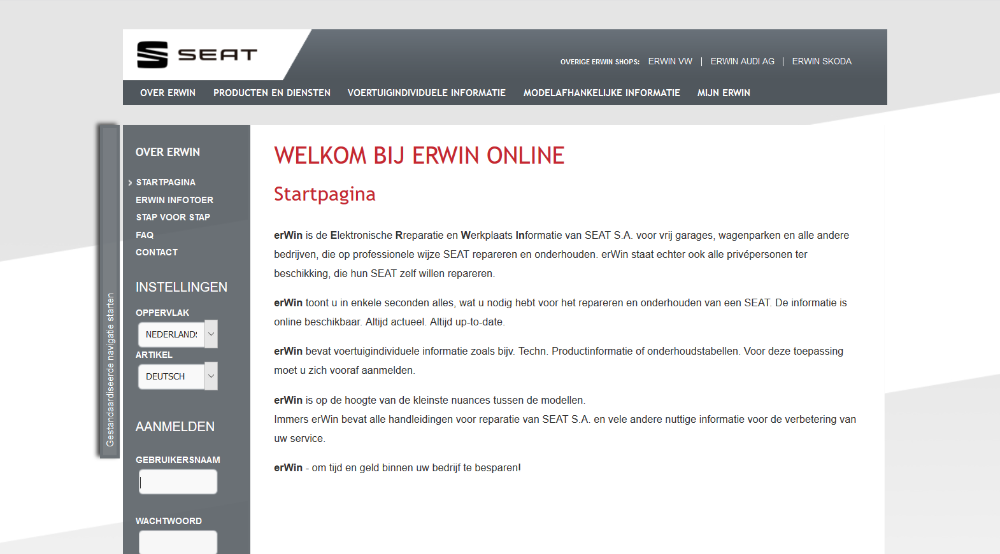 SEAT
OVERIGE ERWIN SHOPS: ERWIN VW | ERWIN AUDI AG | ERWIN SKODA
OVER ERWIN PRODUCTEN EN DIENSTEN VOERTUIGINDIVIDUELE INFORMATIE MODELAFHANKELIJKE INFORMATIE MIJN ERWIN
Gestandaardiseerde navigatie starten
OVER ERWIN
STARTPAGINA
ERWIN INFOTOER
STAP VOOR STAP
FAQ
CONTACT
INSTELLINGEN
OPPERVLAK
NEDERLANDS
ARTIKEL
DEUTSCH
AANMELDEN
GEBRUIKERSNAAM
WACHTWOORD
WELKOM BIJ ERWIN ONLINE
Startpagina
erWin is de Elektronische Rreparatie en Werkplaats Informatie van SEAT S.A. voor vrij garages, wagenparken en alle andere
bedrijven, die op professionele wijze SEAT repareren en onderhouden. erWin staat echter ook alle privépersonen ter
beschikking, die hun SEAT zelf willen repareren.
erWin toont u in enkele seconden alles, wat u nodig hebt voor het repareren en onderhouden van een SEAT. De informatie is
online beschikbaar. Altijd actueel. Altijd up-to-date.
erWin bevat voertuigindividuele informatie zoals bijv. Techn. Productinformatie of onderhoudstabellen. Voor deze toepassing
moet u zich vooraf aanmelden.
erWin is op de hoogte van de kleinste nuances tussen de modellen.
Immers erWin bevat alle handleidingen voor reparatie van SEAT S.A. en vele andere nuttige informatie voor de verbetering van
uw service.
erWin - om tijd en geld binnen uw bedrijf te besparen!